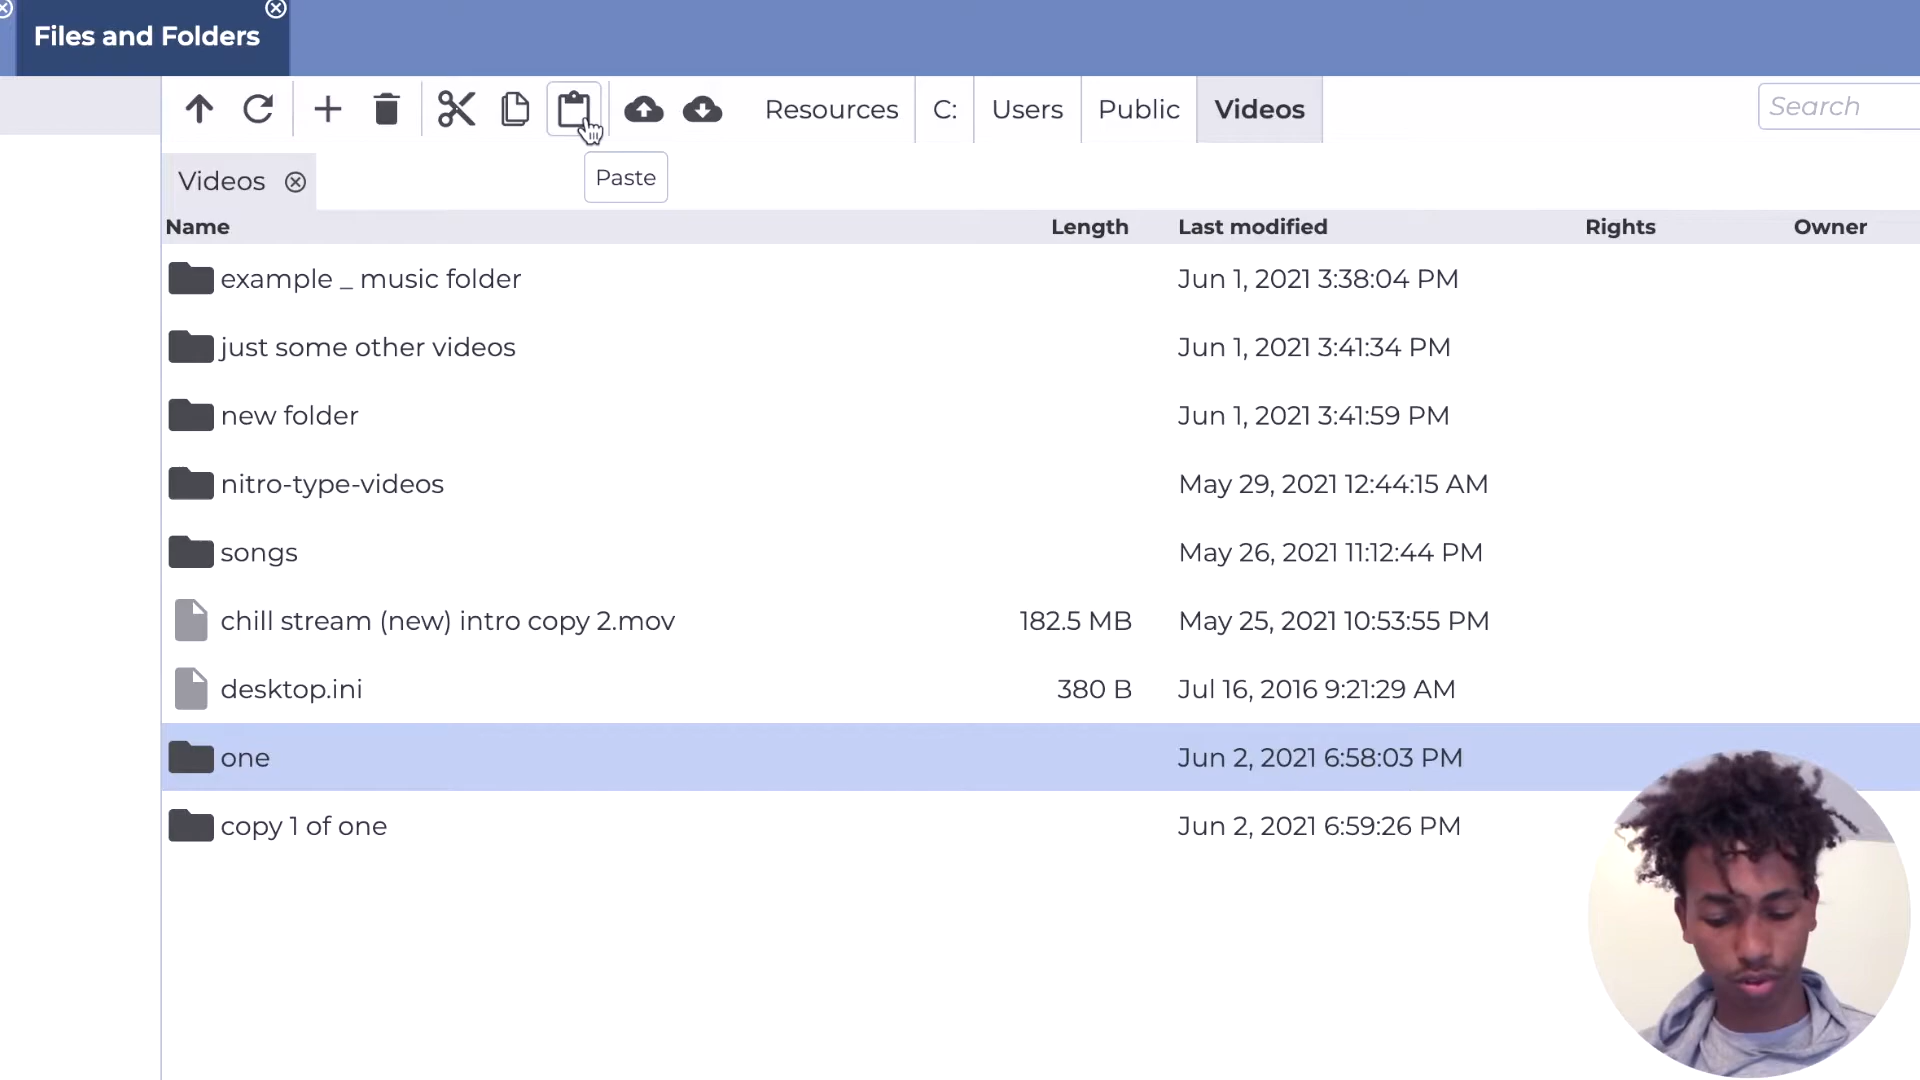 Files and Folders
Resources C: Users Public Videos Search
Paste
Videos
Name Length Last modified Rights Owner
example _ music folder Jun 1, 2021 3:38:04 PM
just some other videos Jun 1, 2021 3:41:34 PM
new folder Jun 1, 2021 3:41:59 PM
nitro-type-videos May 29, 2021 12:44:15 AM
songs May 26, 2021 11:12:44 PM
chill stream (new) intro copy 2.mov 182.5 MB May 25, 2021 10:53:55 PM
desktop.ini 380 B Jul 16, 2016 9:21:29 AM
one Jun 2, 2021 6:58:03 PM
copy 1 of one Jun 2, 2021 6:59:26 PM